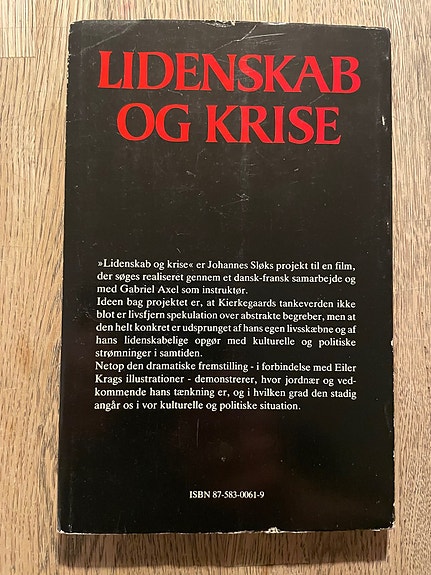 LIDENSKAB
OG KRISE
»Lidenskab og krise« er Johannes Sløks projekt til en film,
der søges realiseret gennem et dansk-fransk samarbejde og
med Gabriel Axel som instruktør.
Ideen bag projektet er, at Kierkegaards tankeverden ikke
blot er livsfjern spekulation over abstrakte begreber, men at
den helt konkret er udsprunget af hans egen livsskæbne og af
hans lidenskabelige opgør med kulturelle og politiske
strømninger i samtiden.
Netop den dramatiske fremstilling - i forbindelse med Eiler
Krags illustrationer - demonstrerer, hvor jordnær og ved-
kommende hans tænkning er, og i hvilken grad den stadig
angår os i vor kulturelle og politiske situation.
ISBN 87-583-0061-9